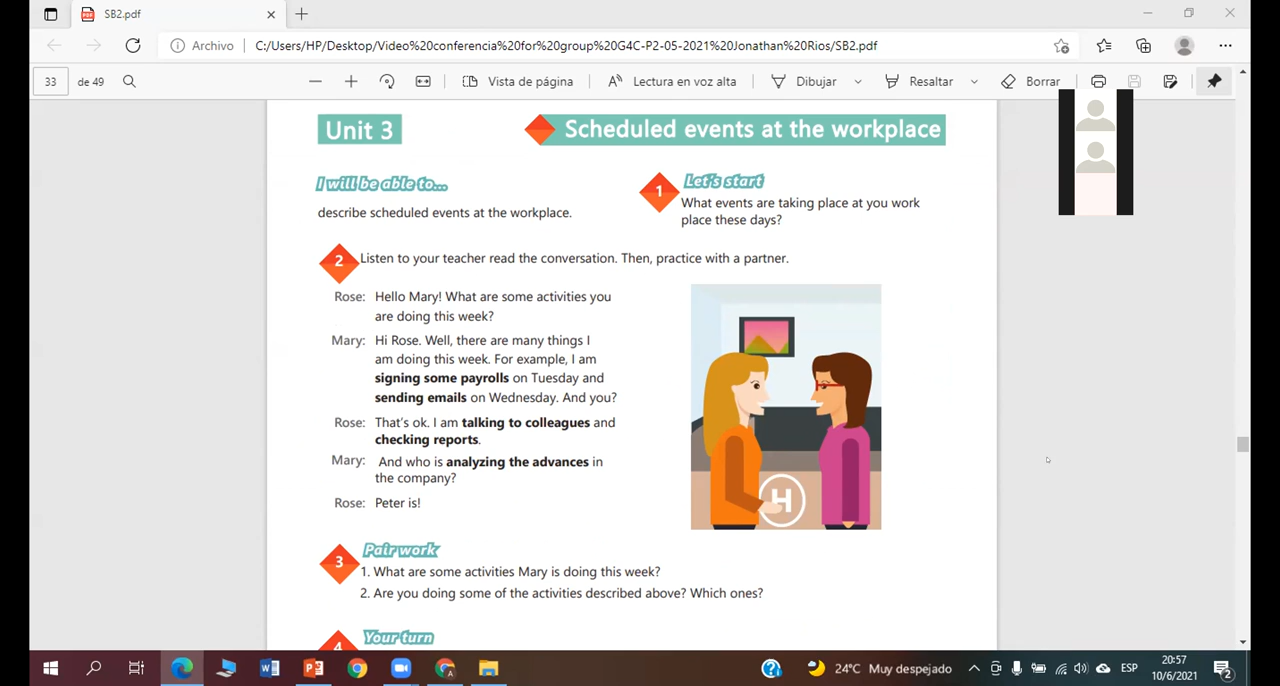 SB2.pdf
Archivo
C:/Users/HP/Desktop/Video%20conferencia%20for%20group%20G4C-P2-05-2021%20Jonathan%20Rios/SB2.pdf
33
de 49
Vista de página
Lectura en voz alta
Dibujar
Resaltar
Borrar
Unit 3
Scheduled events at the workplace
I will be able to...
describe scheduled events at the workplace.
1
Let's start
What events are taking place at you work
place these days?
2
Listen to your teacher read the conversation. Then, practice with a partner.
Rose: Hello Mary! What are some activities you
are doing this week?
Mary: Hi Rose. Well, there are many things I
am doing this week. For example, I am
signing some payrolls on Tuesday and
sending emails on Wednesday. And you?
Rose: That's ok. I am talking to colleagues and
checking reports.
Mary: And who is analyzing the advances in
the company?
Rose: Peter is!
H
3
Pair work
1. What are some activities Mary is doing this week?
2. Are you doing some of the activities described above? Which ones?
4
Your turn
24°C Muy despejado
ESP
20:57
10/6/2021
2